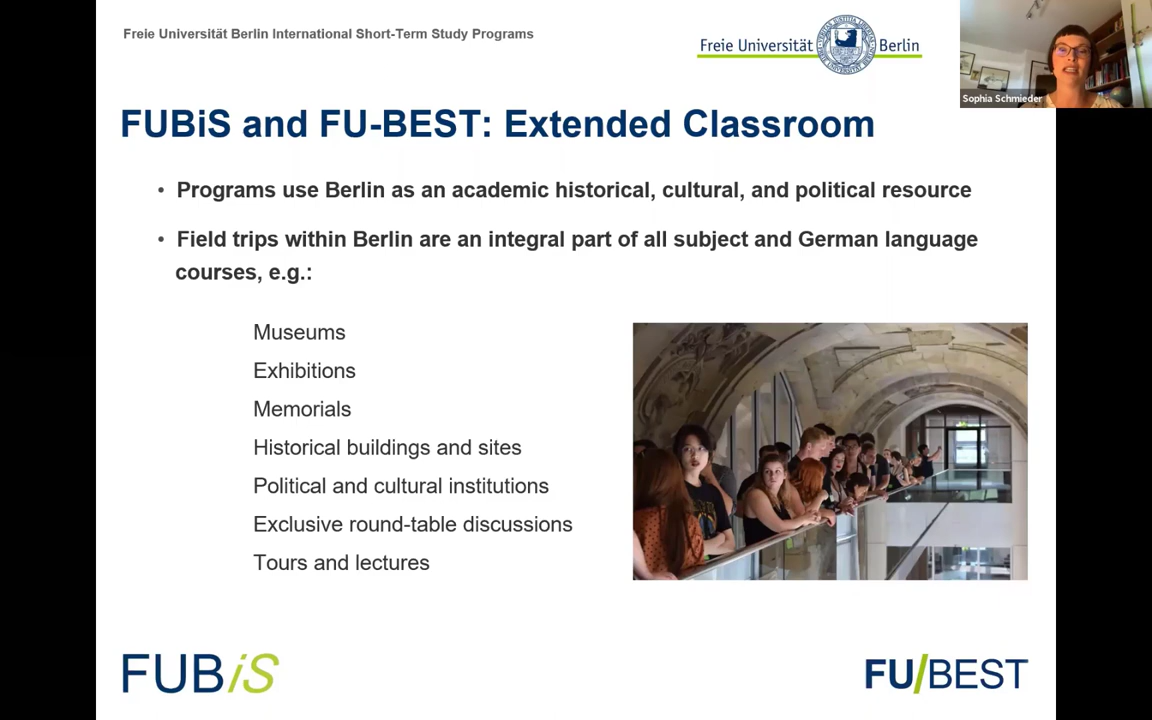 Freie Universität Berlin International Short-Term Study Programs
Freie Universität Berlin
Sophia Schmieder
FUBiS and FU-BEST: Extended Classroom
• Programs use Berlin as an academic historical, cultural, and political resource
• Field trips within Berlin are an integral part of all subject and German language
courses, e.g.:
Museums
Exhibitions
Memorials
Historical buildings and sites
Political and cultural institutions
Exclusive round-table discussions
Tours and lectures
FUBiS
FU/BEST